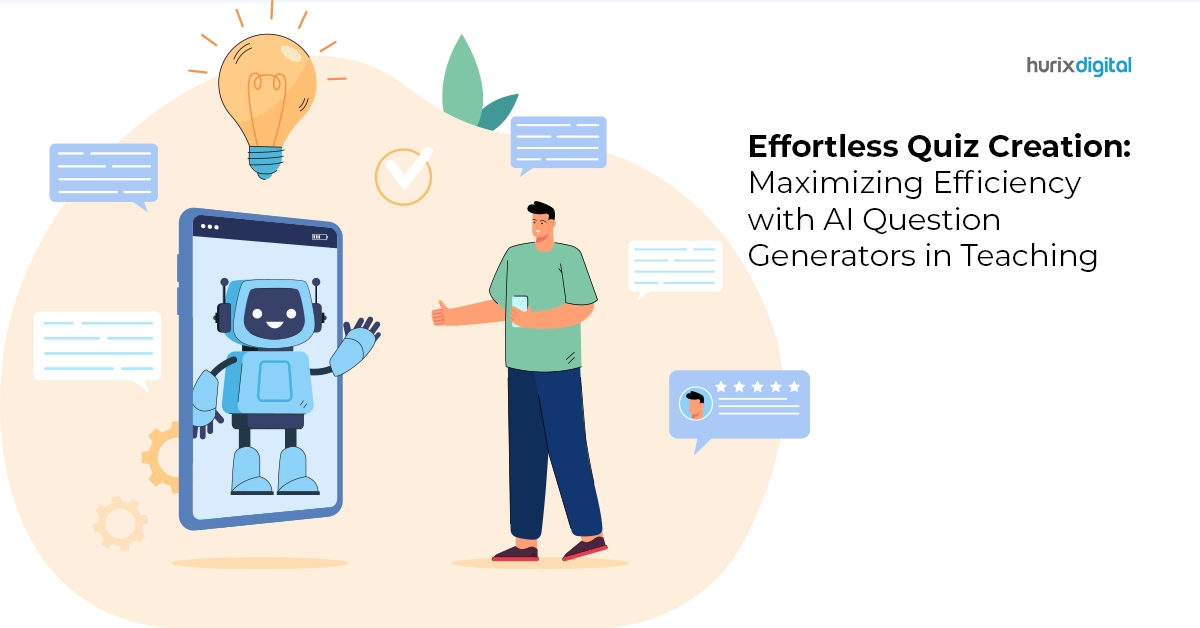 hurixdigital
Effortless Quiz Creation:
Maximizing Efficiency
with AI Question
Generators in Teaching